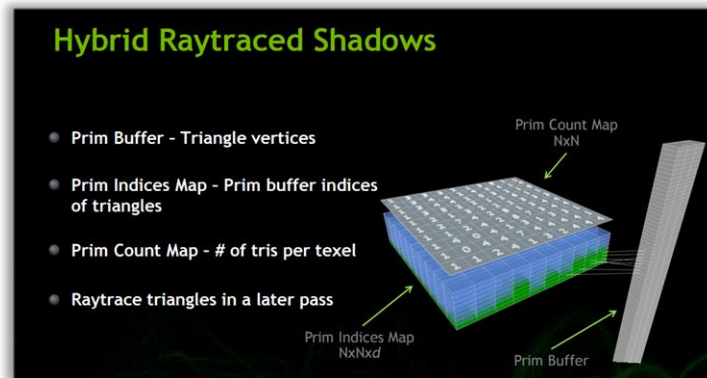 Hybrid Raytraced Shadows
Prim Buffer – Triangle vertices
Prim Indices Map – Prim buffer indices
of triangles
Prim Count Map – # of tris per texel
Raytrace triangles in a later pass
Prim Count Map
NxN
Prim Indices Map
NxNxd
Prim Buffer